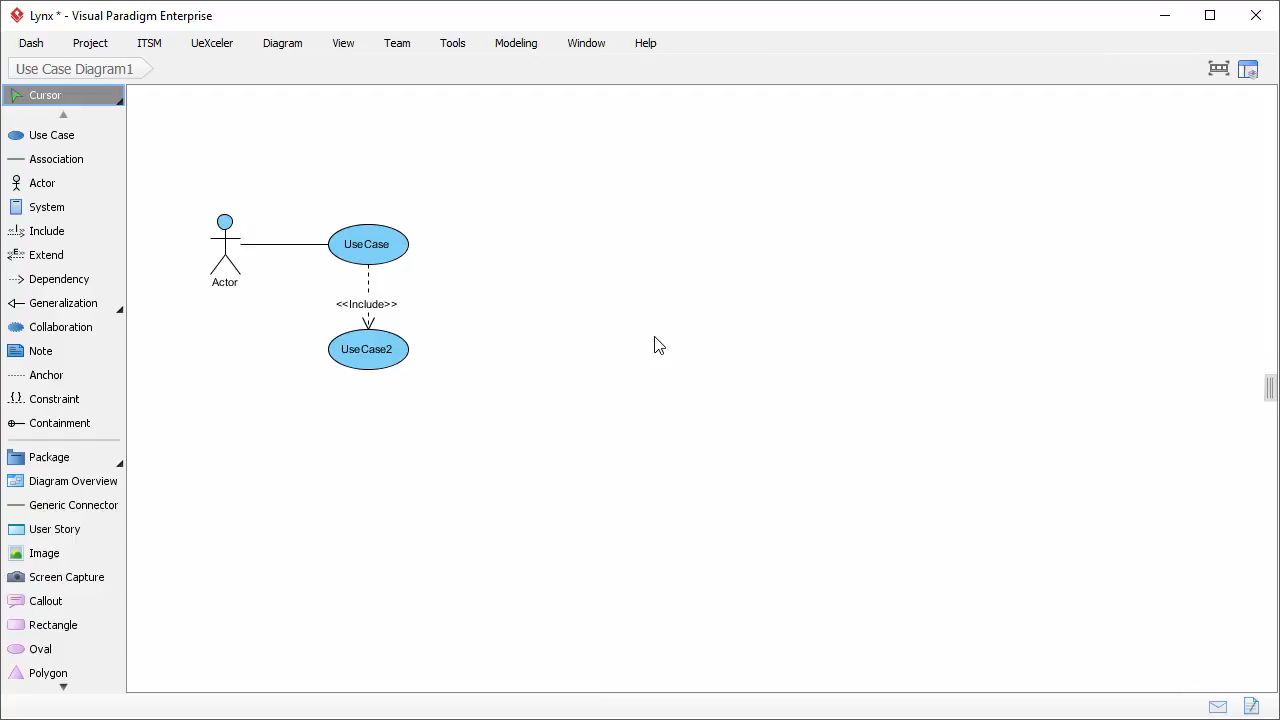 Lynx * - Visual Paradigm Enterprise
Dash Project ITSM UeXceler Diagram View Team Tools Modeling Window Help
Use Case Diagram1
Cursor
Use Case
Association
Actor
System
Include
Extend
Dependency
Generalization
Collaboration
Note
Anchor
Constraint
Containment
Package
Diagram Overview
Generic Connector
User Story
Image
Screen Capture
Callout
Rectangle
Oval
Polygon
Actor
UseCase
<<Include>>
UseCase2